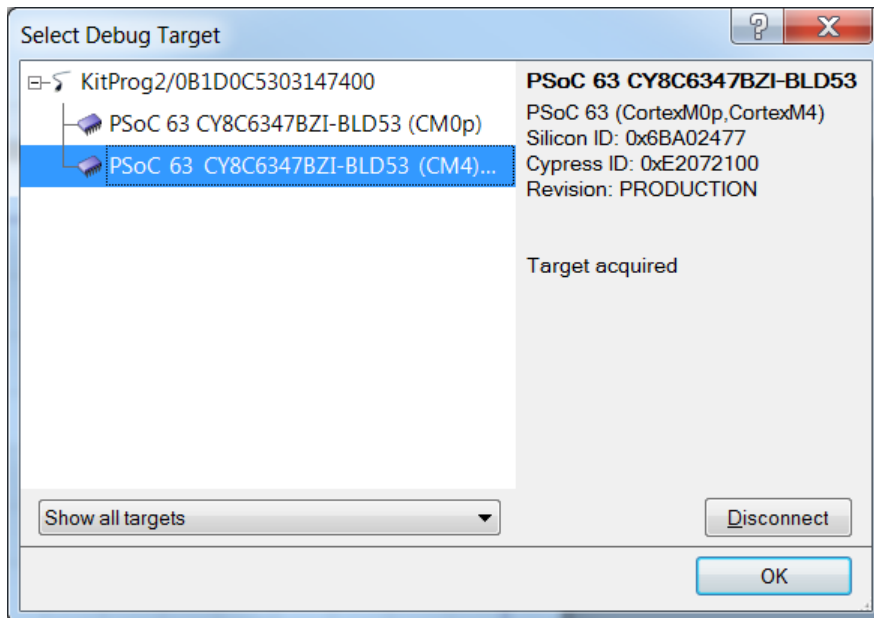 Select Debug Target
KitProg2/0B1D0C5303147400
PSoC 63 CY8C6347BZI-BLD53 (CM0p)
PSoC 63 CY8C6347BZI-BLD53 (CM4)...
PSoC 63 CY8C6347BZI-BLD53
PSoC 63 (CortexM0p,CortexM4)
Silicon ID: 0x6BA02477
Cypress ID: 0xE2072100
Revision: PRODUCTION
Target acquired
Show all targets
Disconnect
OK